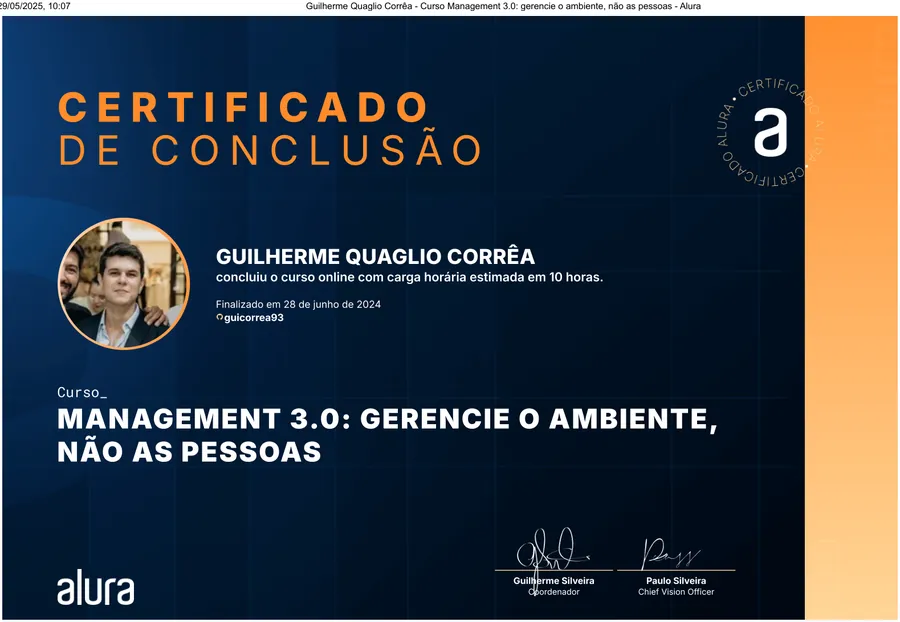 29/05/2025, 10:07
Guilherme Quaglio Corrêa - Curso Management 3.0: gerencie o ambiente, não as pessoas - Alura
CERTIFICADO
DE CONCLUSÃO
CERTIFICADO ALURA • CERTIFICADO ALURA •
a
GUILHERME QUAGLIO CORRÊA
concluiu o curso online com carga horária estimada em 10 horas.
Finalizado em 28 de junho de 2024
guicorrea93
Curso_
MANAGEMENT 3.0: GERENCIE O AMBIENTE,
NÃO AS PESSOAS
alura
Guilherme Silveira
Coordenador
Paulo Silveira
Chief Vision Officer